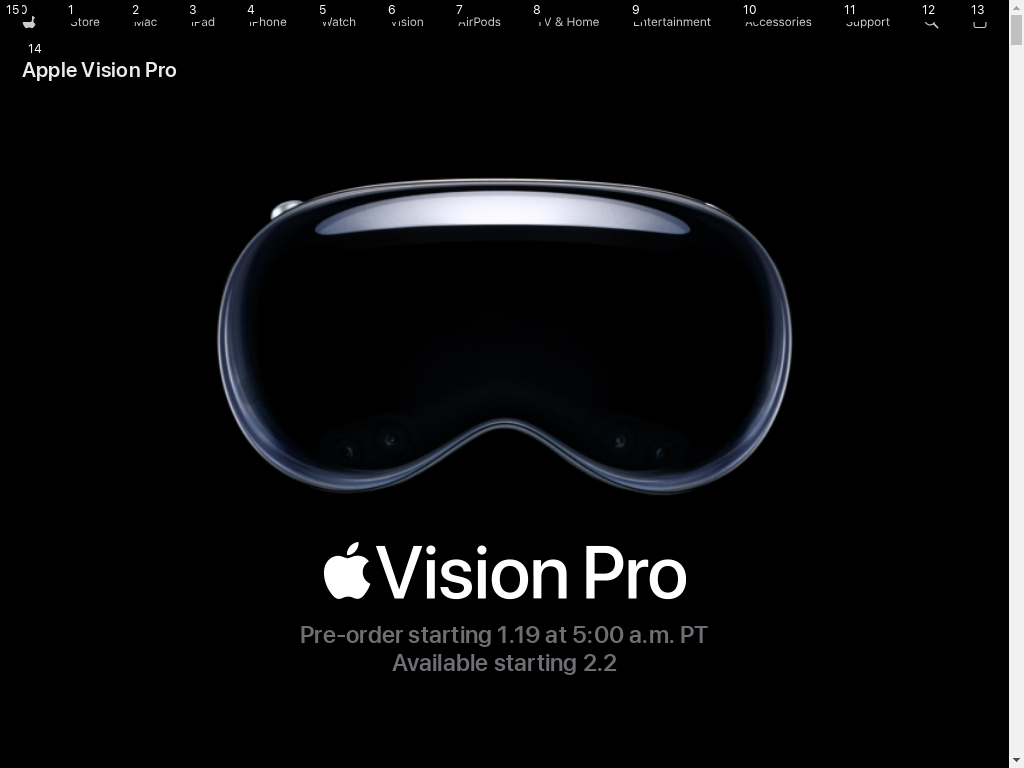 150 1 2 3 4 5 6 7 8 9 10 11 12 13
Store Mac iPad iPhone Watch Vision AirPods TV & Home Entertainment Accessories Support
14
Apple Vision Pro
Vision Pro
Pre-order starting 1.19 at 5:00 a.m. PT
Available starting 2.2